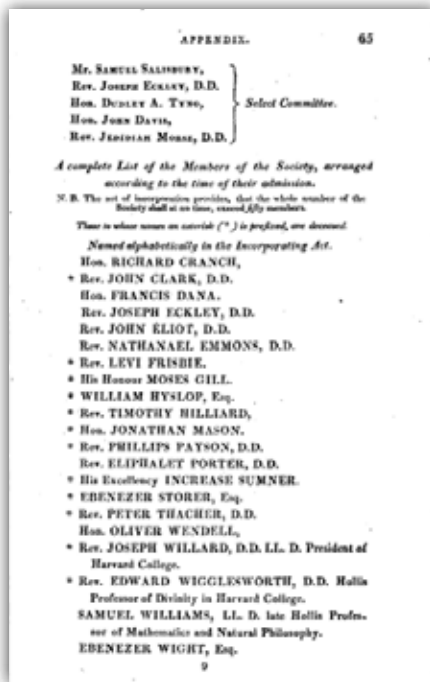 APPENDIX. 65
Mr. SAMUEL SALISBURY,
Rev. JOSEPH ECKLEY, D.D.
Hon. DUDLEY A. TYNG,
Hon. JOHN DAVIS,
Rev. JEDIDIAH MORSE, D.D.
Select Committee.
A complete List of the Members of the Society, arranged
according to the time of their admission.
N. B. The act of incorporation provides, that the whole number of the
Society shall at no time, exceed fifty members.
Those to whose names an asterisk (*) is prefixed, are deceased.
Named alphabetically in the Incorporating Act.
Hon. RICHARD CRANCH,
* Rev. JOHN CLARK, D.D.
Hon. FRANCIS DANA.
Rev. JOSEPH ECKLEY, D.D.
Rev. JOHN ELIOT, D.D.
Rev. NATHANAEL EMMONS, D.D.
* Rev. LEVI FRISBIE.
* His Honour MOSES GILL.
* WILLIAM HYSLOP, Esq.
* Rev. TIMOTHY HILLIARD,
* Hon. JONATHAN MASON.
* Rev. PHILLIPS PAYSON, D.D.
Rev. ELIPHALET PORTER, D.D.
* His Excellency INCREASE SUMNER.
* EBENEZER STORER, Esq.
* Rev. PETER THACHER, D.D.
Hon. OLIVER WENDELL,
* Rev. JOSEPH WILLARD, D.D. LL. D. President of
Harvard College.
* Rev. EDWARD WIGGLESWORTH, D.D. Hollis
Professor of Divinity in Harvard College.
SAMUEL WILLIAMS, LL. D. late Hollis Profes-
sor of Mathematics and Natural Philosophy.
EBENEZER WIGHT, Esq.
9